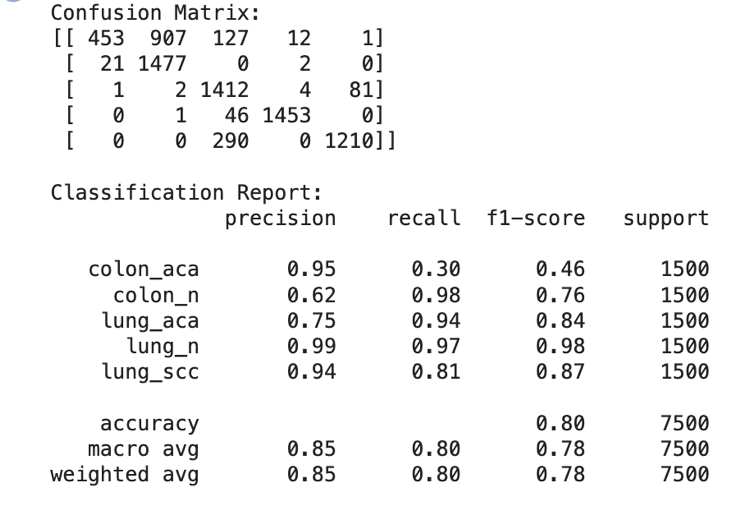 Confusion Matrix:
[[ 453  907  127   12    1]
 [  21 1477    0    2    0]
 [   1    2 1412    4   81]
 [   0    1   46 1453    0]
 [   0    0  290    0 1210]]
Classification Report:
              precision    recall  f1-score   support
   colon_aca       0.95      0.30      0.46      1500
     colon_n       0.62      0.98      0.76      1500
    lung_aca       0.75      0.94      0.84      1500
      lung_n       0.99      0.97      0.98      1500
    lung_scc       0.94      0.81      0.87      1500
    accuracy                           0.80      7500
   macro avg       0.85      0.80      0.78      7500
weighted avg       0.85      0.80      0.78      7500